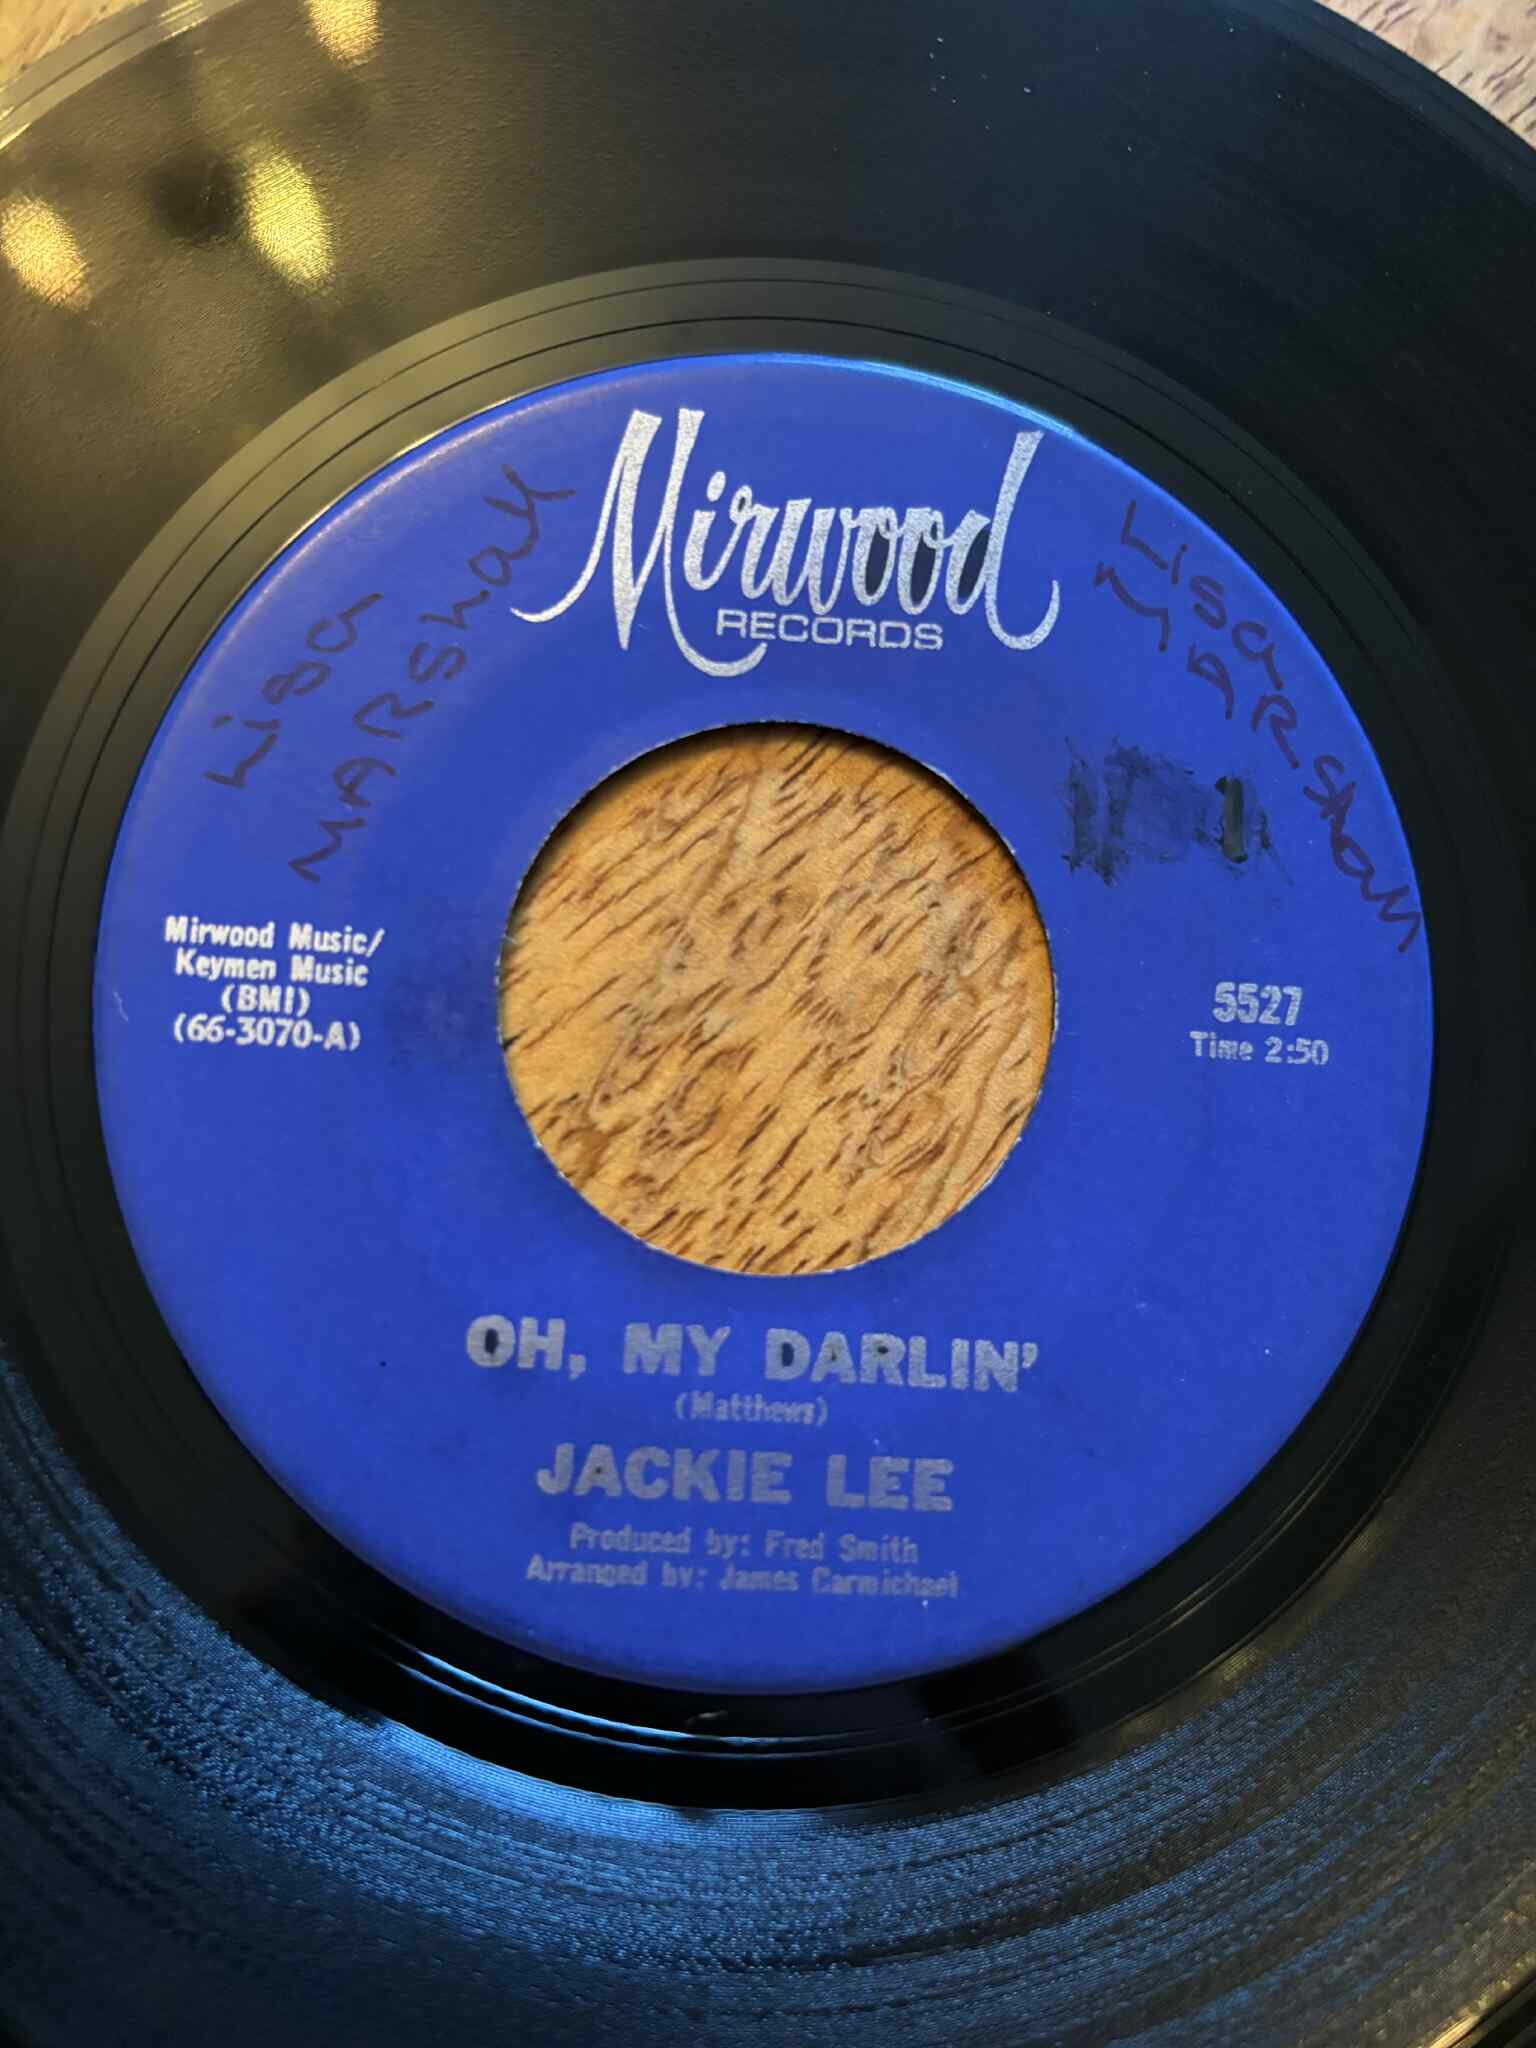 Mirwood
RECORDS
Lisa
MARShall
Lisa
MARShall
Mirwood Music/
Keymen Music
(BMI)
(66-3070-A)
5527
Time 2:50
OH, MY DARLIN'
(Matthews)
JACKIE LEE
Produced by: Fred Smith
Arranged by: James Carmichael